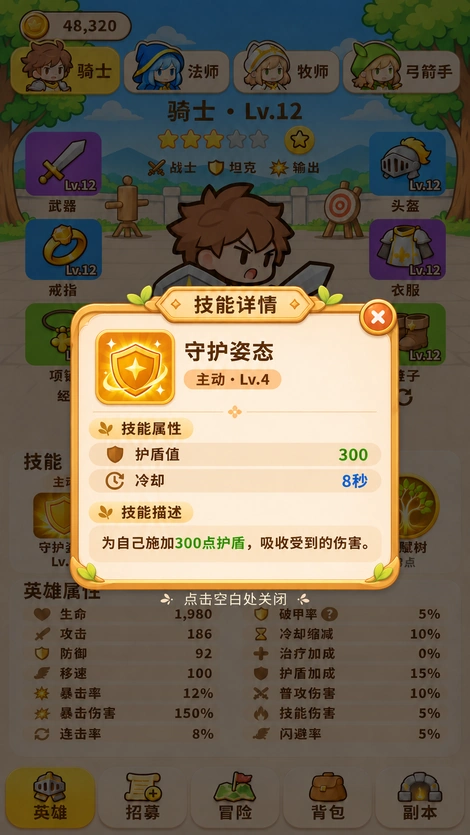 48,320
骑士
法师
牧师
弓箭手
骑士・Lv.12
战士
坦克
输出
Lv.12
武器
Lv.12
头盔
Lv.12
戒指
Lv.12
衣服
技能详情
守护姿态
主动・Lv.4
技能属性
护盾值
300
冷却
8秒
技能描述
为自己施加300点护盾，吸收受到的伤害。
点击空白处关闭
技能
英雄属性
生命
1,980
破甲率
?
5%
攻击
186
冷却缩减
10%
防御
92
治疗加成
0%
移速
100
护盾加成
15%
暴击率
12%
普攻伤害
10%
暴击伤害
150%
技能伤害
5%
连击率
8%
闪避率
5%
英雄
招募
冒险
背包
副本